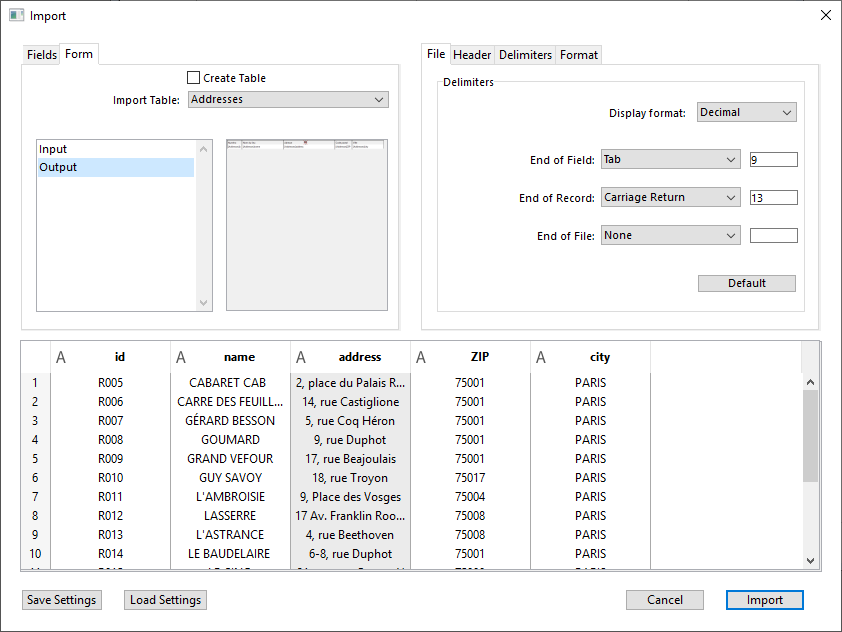 Import
Fields Form
Create Table
Import Table: Addresses
Input
Output
File Header Delimiters Format
Delimiters
Display format: Decimal
End of Field: Tab 9
End of Record: Carriage Return 13
End of File: None
Default
A id A name A address A ZIP A city
1 R005 CABARET CAB 2, place du Palais R... 75001 PARIS
2 R006 CARRE DES FEUILL... 14, rue Castiglione 75001 PARIS
3 R007 GÉRARD BESSON 5, rue Coq Héron 75001 PARIS
4 R008 GOUMARD 9, rue Duphot 75001 PARIS
5 R009 GRAND VEFOUR 17, rue Beajoulais 75001 PARIS
6 R010 GUY SAVOY 18, rue Troyon 75017 PARIS
7 R011 L'AMBROISIE 9, Place des Vosges 75004 PARIS
8 R012 LASSERRE 17 Av. Franklin Roo... 75008 PARIS
9 R013 L'ASTRANCE 4, rue Beethoven 75008 PARIS
10 R014 LE BAUDELAIRE 6-8, rue Duphot 75001 PARIS
Save Settings Load Settings Cancel Import